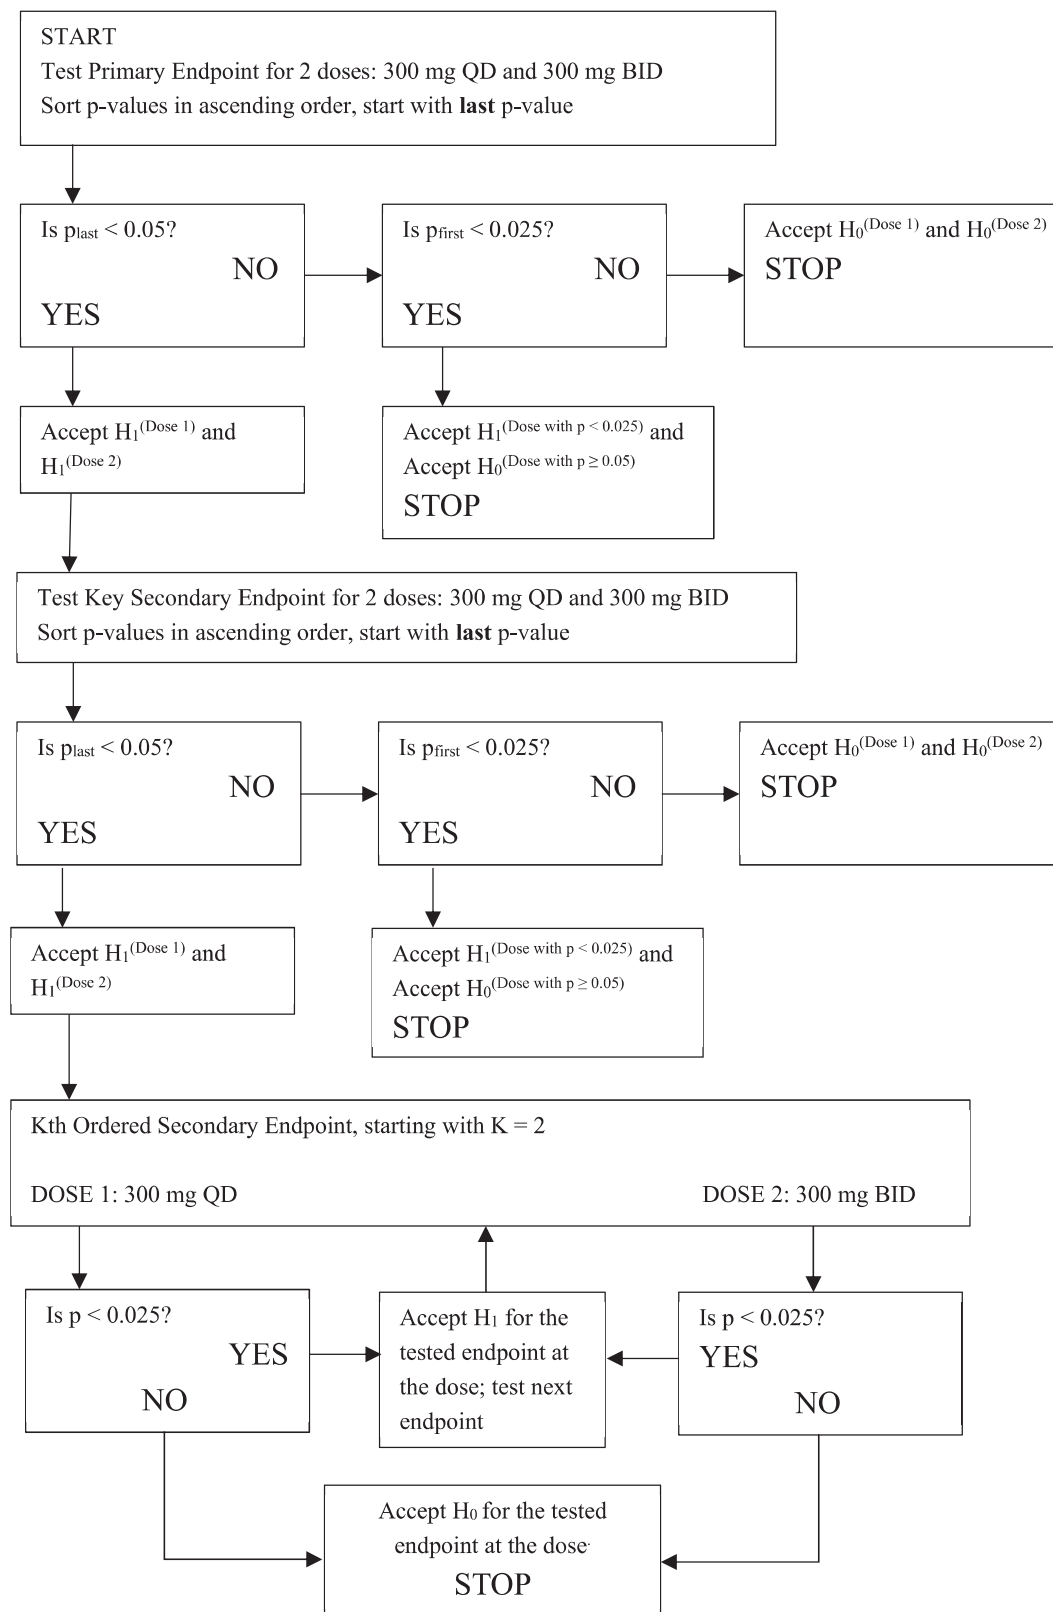 START
Test Primary Endpoint for 2 doses: 300 mg QD and 300 mg BID
Sort p-values in ascending order, start with last p-value
Is plast < 0.05?
NO
YES
Is pfirst < 0.025?
NO
YES
Accept H0(Dose 1) and H0(Dose 2)
STOP
Accept H1(Dose 1) and
H1(Dose 2)
Accept H1(Dose with p < 0.025) and
Accept H0(Dose with p ≥ 0.05)
STOP
Test Key Secondary Endpoint for 2 doses: 300 mg QD and 300 mg BID
Sort p-values in ascending order, start with last p-value
Is plast < 0.05?
NO
YES
Is pfirst < 0.025?
NO
YES
Accept H0(Dose 1) and H0(Dose 2)
STOP
Accept H1(Dose 1) and
H1(Dose 2)
Accept H1(Dose with p < 0.025) and
Accept H0(Dose with p ≥ 0.05)
STOP
Kth Ordered Secondary Endpoint, starting with K = 2
DOSE 1: 300 mg QD
DOSE 2: 300 mg BID
Is p < 0.025?
YES
NO
Accept H1 for the
tested endpoint at
the dose; test next
endpoint
Is p < 0.025?
YES
NO
Accept H0 for the tested
endpoint at the dose.
STOP